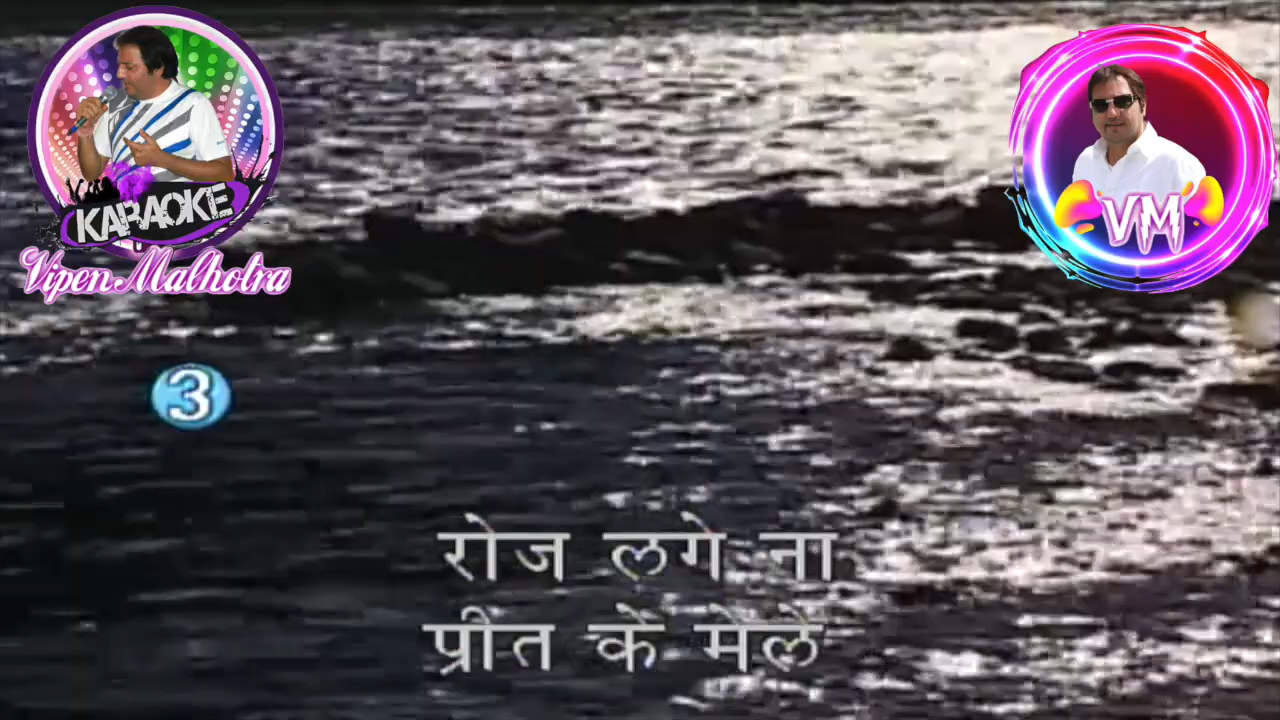 KARAOKE
Vipen Malhotra
VM
3
रोज लगे ना
प्रीत के मेले